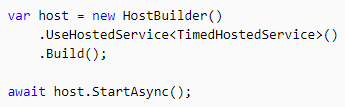 var host = new HostBuilder()
    .UseHostedService<TimedHostedService>()
    .Build();

await host.StartAsync();